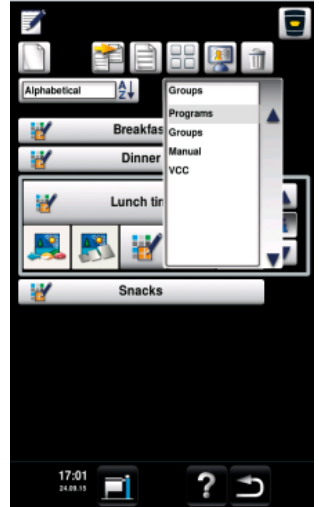 Alphabetical
A
Z
Groups
Programs
Groups
Manual
VCC
Breakfas
Dinner
Lunch tin
Snacks
17:01
24.09.15
?